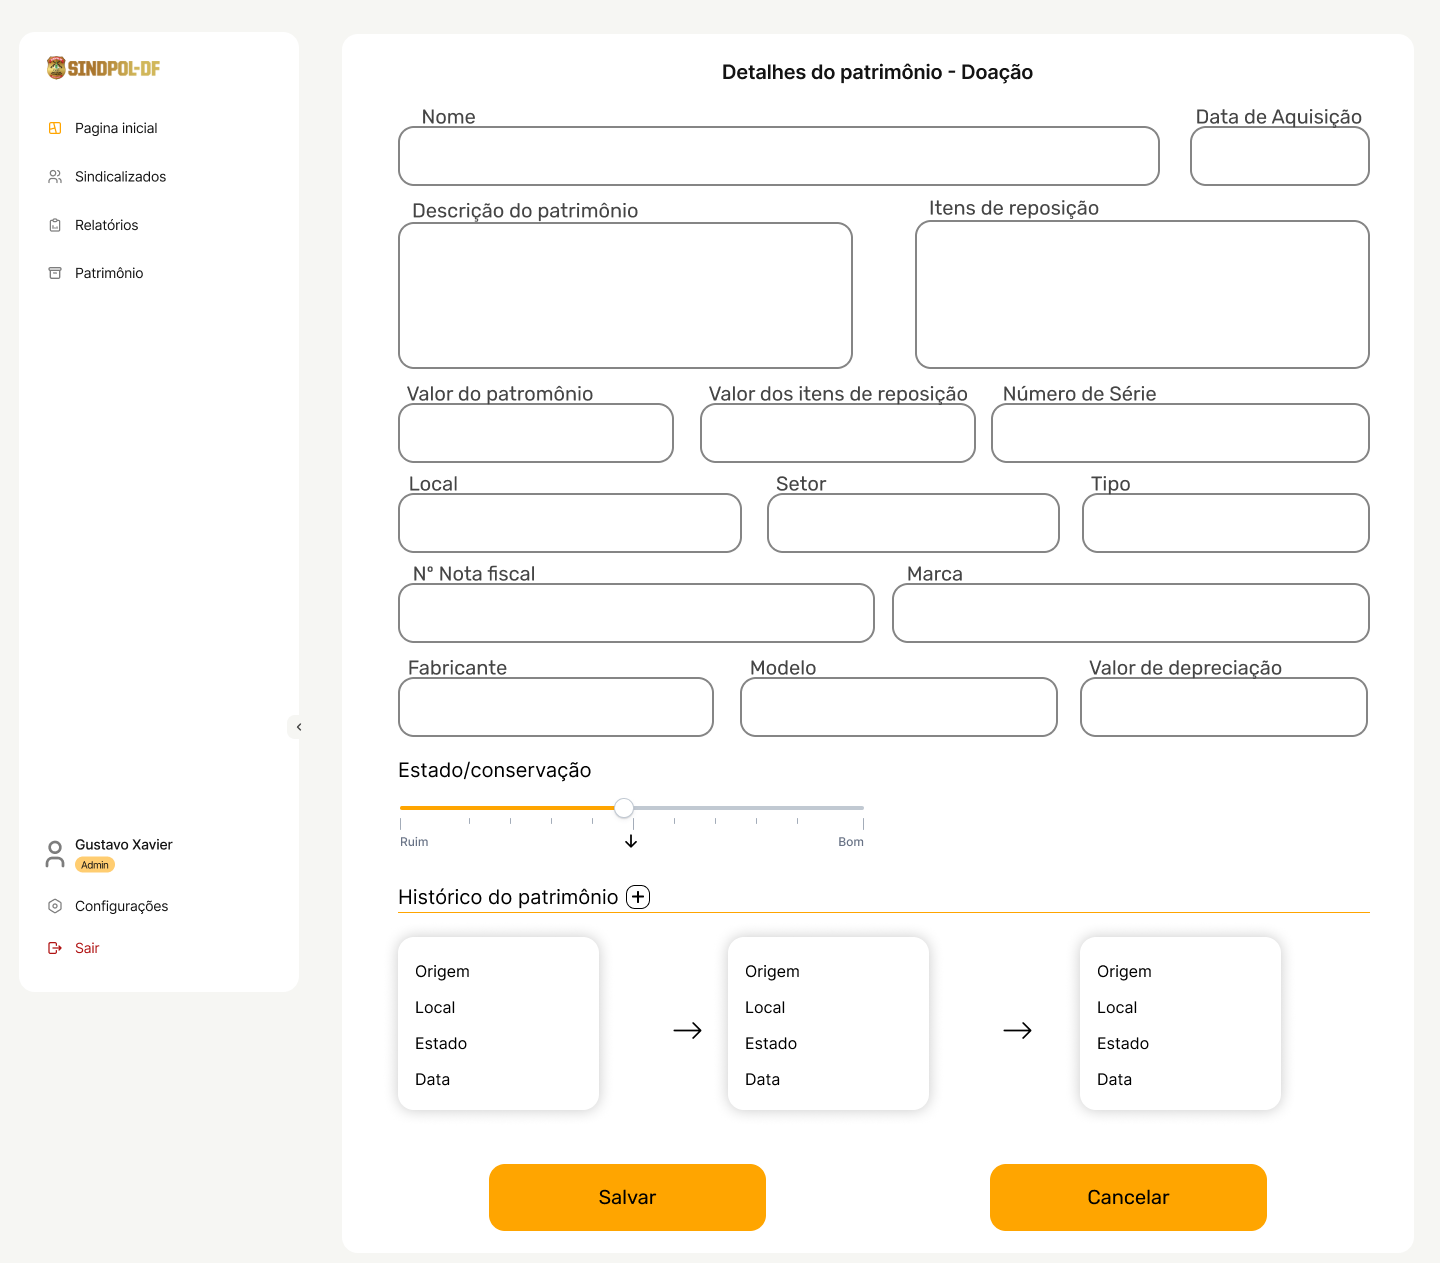 SINDPOL-DF
Pagina inicial
Sindicalizados
Relatórios
Patrimônio
Gustavo Xavier
Admin
Configurações
Sair
Detalhes do patrimônio - Doação
Nome
Data de Aquisição
Descrição do patrimônio
Itens de reposição
Valor do patromônio
Valor dos itens de reposição
Número de Série
Local
Setor
Tipo
Nº Nota fiscal
Marca
Fabricante
Modelo
Valor de depreciação
Estado/conservação
Ruim
Bom
Histórico do patrimônio
Origem
Local
Estado
Data
Origem
Local
Estado
Data
Origem
Local
Estado
Data
Salvar
Cancelar